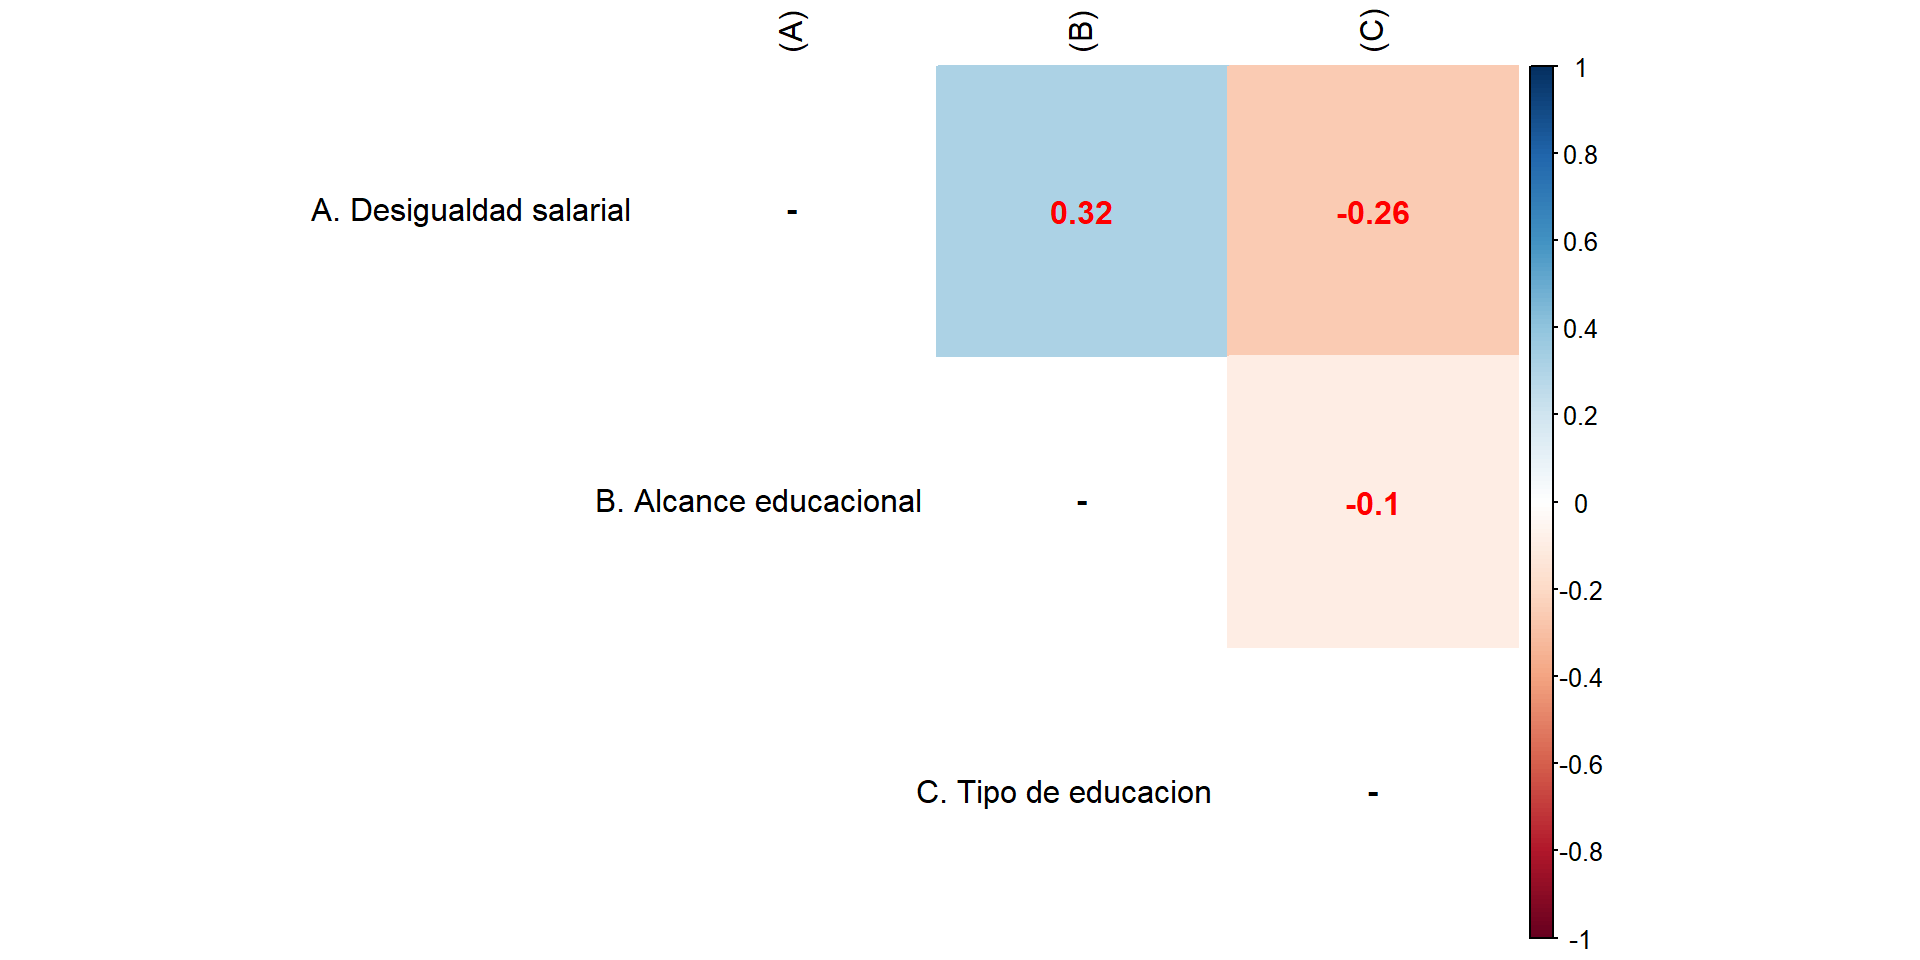 (A) (B) (C)
A. Desigualdad salarial - 0.32 -0.26
B. Alcance educacional - -0.1
C. Tipo de educacion -
1
0.8
0.6
0.4
0.2
0
-0.2
-0.4
-0.6
-0.8
-1